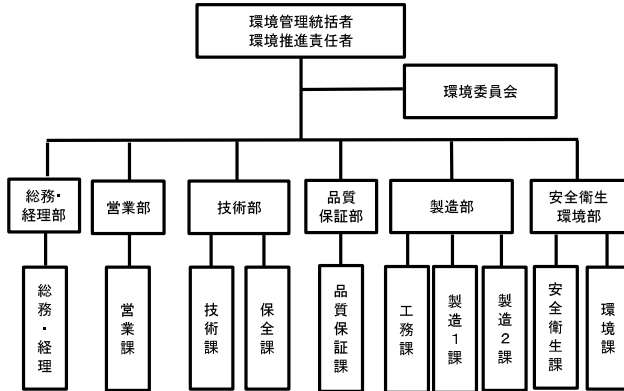 環境管理統括者
環境推進責任者
環境委員会
総務・
経理部
営業部
技術部
品質
保証部
製造部
安全衛生
環境部
総務・経理
営業課
技術課
保全課
品質保証課
工務課
製造1課
製造2課
安全衛生課
環境課